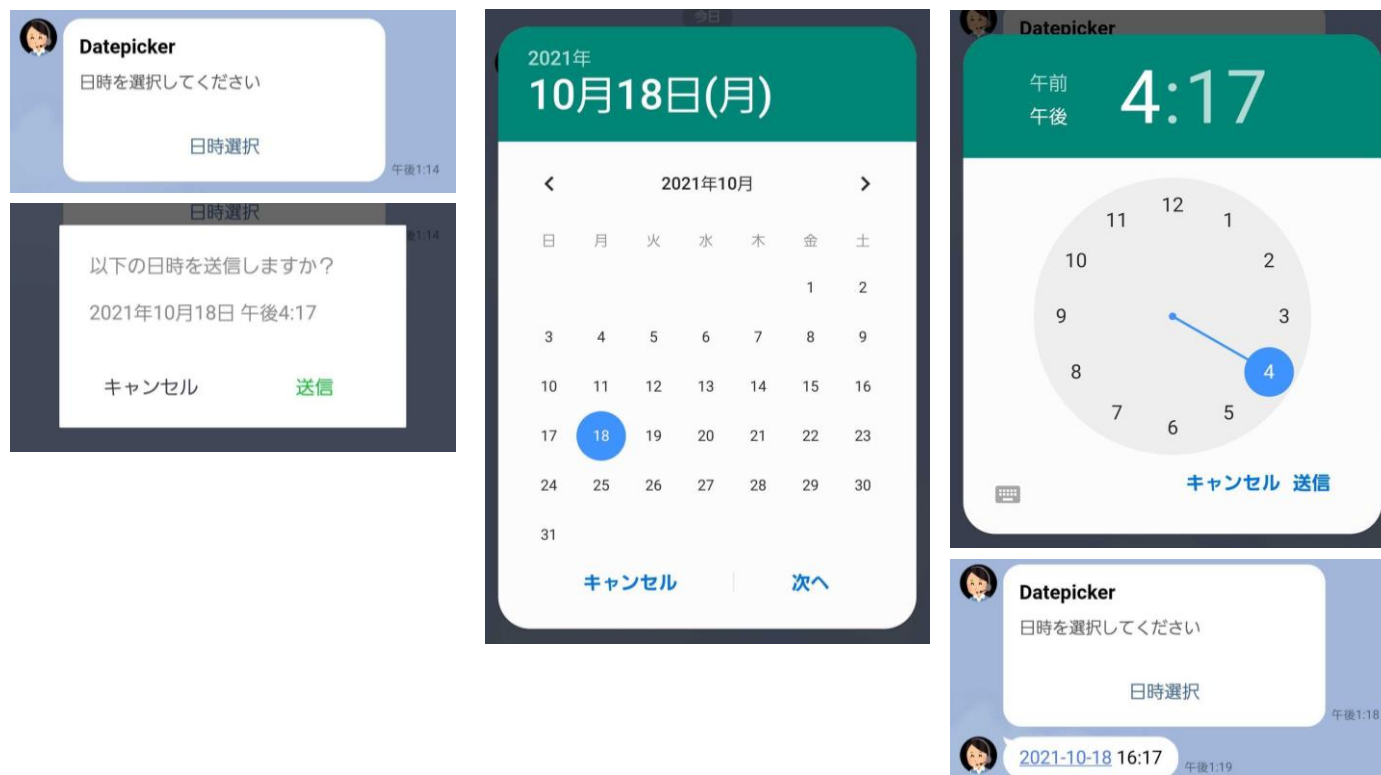 Datepicker
日時を選択してください
日時選択
午後1:14
日時選択
後1:14
以下の日時を送信しますか?
2021年10月18日 午後4:17
キャンセル 送信
今日
2021年
10月18日(月)
2021年10月
日 月 火 水 木 金 土
1 2
3 4 5 6 7 8 9
10 11 12 13 14 15 16
17 18 19 20 21 22 23
24 25 26 27 28 29 30
31
キャンセル 次へ
Datepicker
午前
午後
4:17
12
11 1
10 2
9 3
8 4
7 5
6
キャンセル 送信
Datepicker
日時を選択してください
日時選択
午後1:18
2021-10-18 16:17
午後1:19